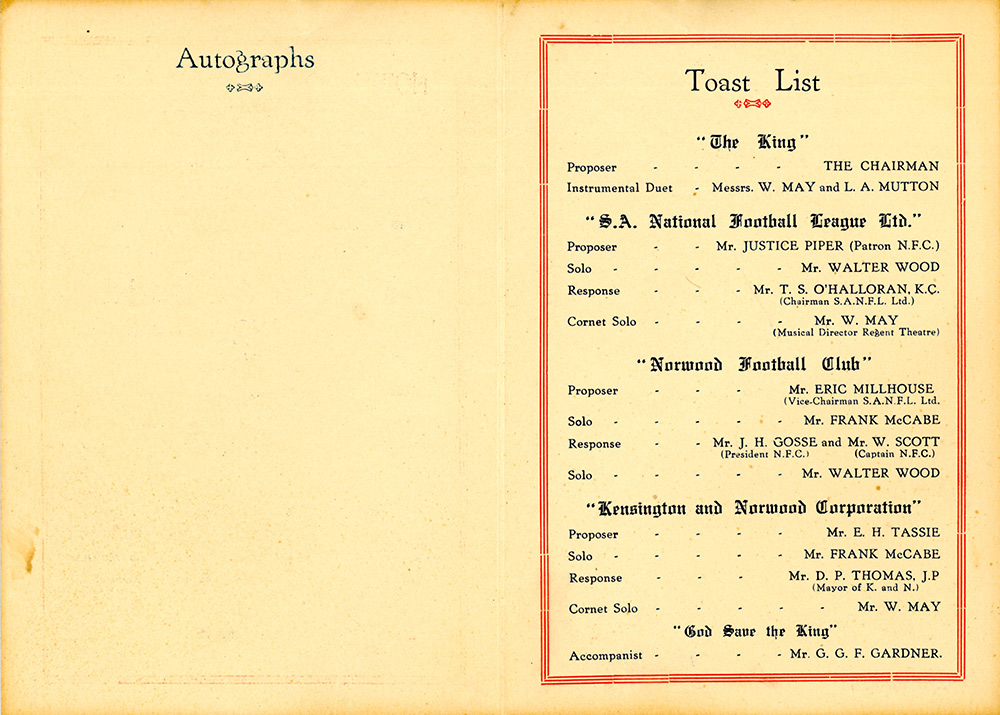 Autographs
Toast List
"The King"
Proposer - - - - THE CHAIRMAN
Instrumental Duet - Messrs. W. MAY and L. A. MUTTON
"S.A. National Football League Ltd."
Proposer - - Mr. JUSTICE PIPER (Patron N.F.C.)
Solo - - - - - Mr. WALTER WOOD
Response - - - Mr. T. S. O'HALLORAN, K.C.
(Chairman S.A.N.F.L. Ltd.)
Cornet Solo - - - - Mr. W. MAY
(Musical Director Regent Theatre)
"Norwood Football Club"
Proposer - - - Mr. ERIC MILLHOUSE
(Vice-Chairman S.A.N.F.L. Ltd.
Solo - - - - - Mr. FRANK McCABE
Response - - Mr. J. H. GOSSE and Mr. W. SCOTT
(President N.F.C.) (Captain N.F.C.)
Solo - - - - - Mr. WALTER WOOD
"Kensington and Norwood Corporation"
Proposer - - - - Mr. E. H. TASSIE
Solo - - - - - Mr. FRANK McCABE
Response - - - Mr. D. P. THOMAS, J.P
(Mayor of K. and N.)
Cornet Solo - - - - - Mr. W. MAY
"God Save the King"
Accompanist - - - - Mr. G. G. F. GARDNER.